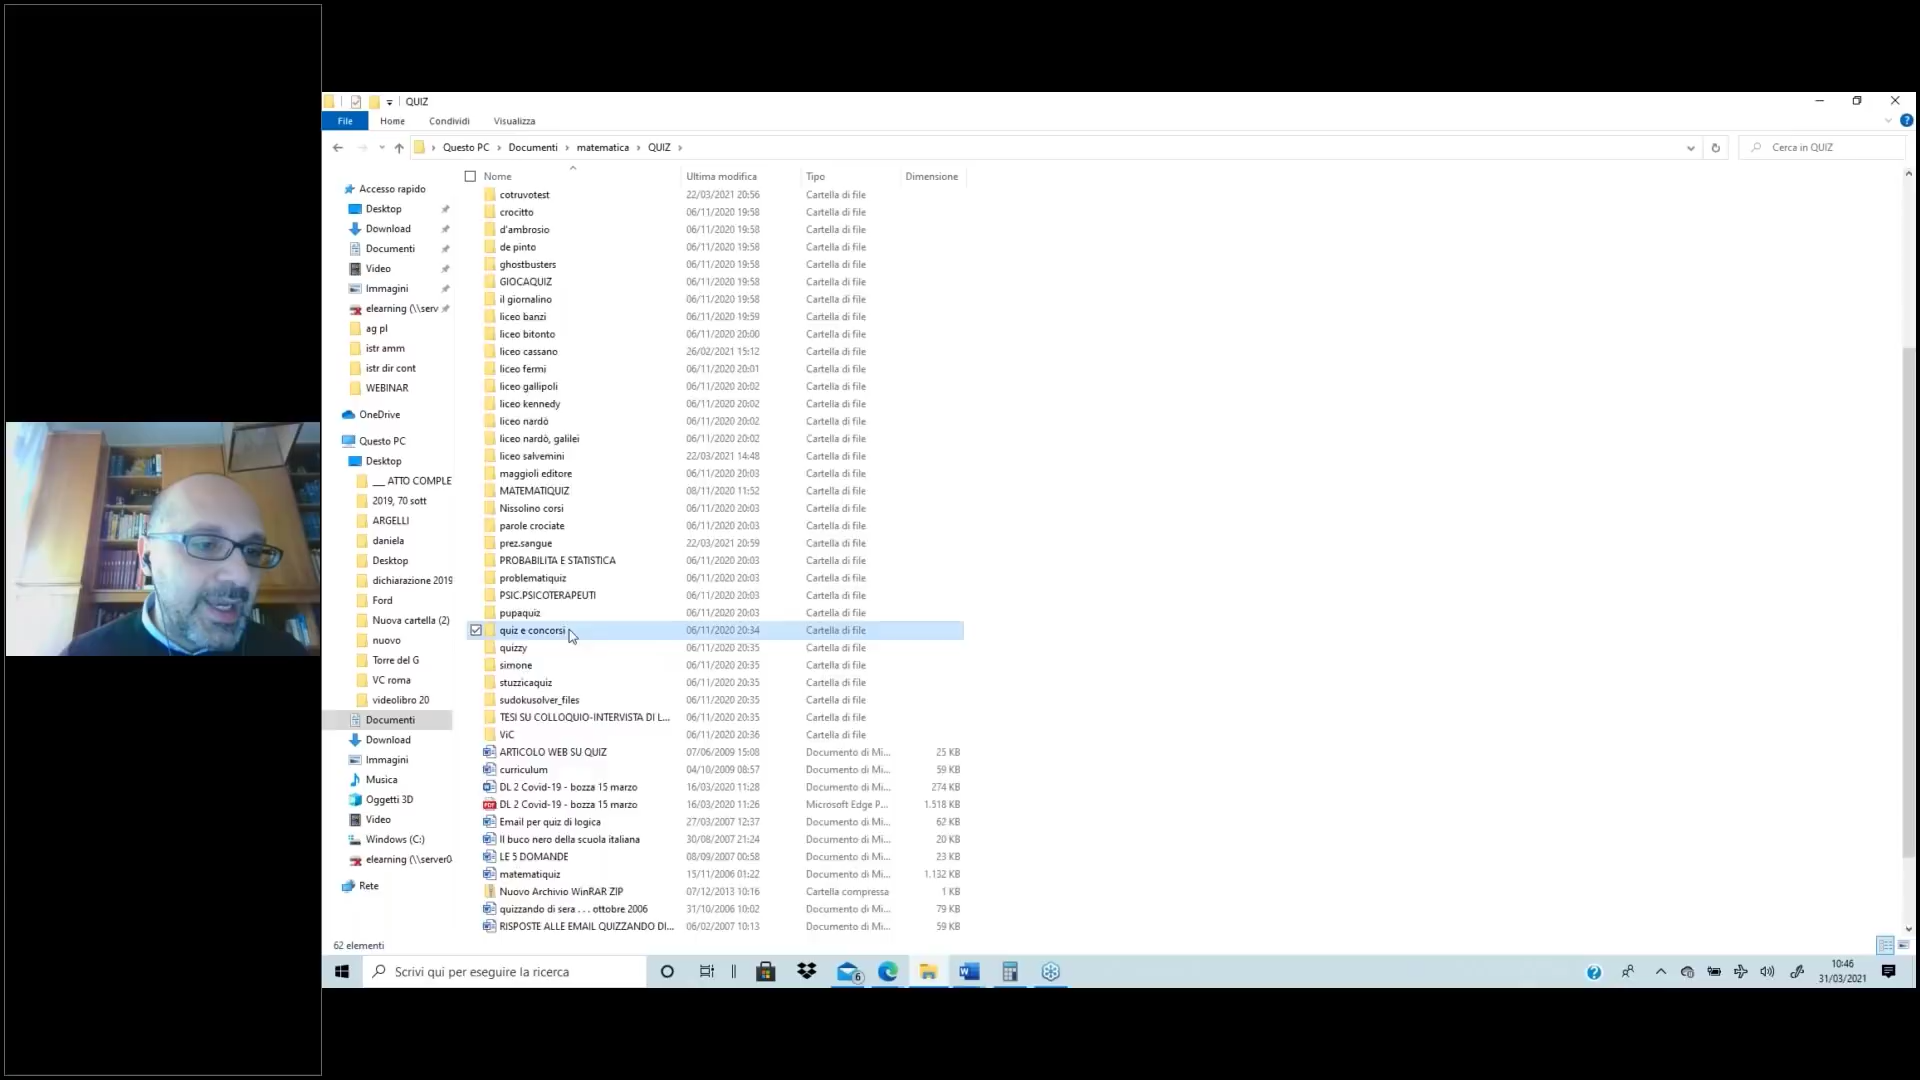 QUIZ
File Home Condividi Visualizza
Questo PC Documenti matematica QUIZ Cerca in QUIZ
Nome Ultima modifica Tipo Dimensione
Accesso rapido
Desktop
Download
Documenti
Video
Immagini
elearning (\\serv
ag pl
istr amm
istr dir cont
WEBINAR
OneDrive
Questo PC
Desktop
__ ATTO COMPLE
2019, 70 sott
ARGELLI
daniela
Desktop
dichiarazione 2019
Ford
Nuova cartella (2)
nuovo
Torre del G
VC roma
videolibro 20
Documenti
Download
Immagini
Musica
Oggetti 3D
Video
Windows (C:)
elearning (\\server0
Rete
cotruvotest 22/03/2021 20:56 Cartella di file
crocitto 06/11/2020 19:58 Cartella di file
d'ambrosio 06/11/2020 19:58 Cartella di file
de pinto 06/11/2020 19:58 Cartella di file
ghostbusters 06/11/2020 19:58 Cartella di file
GIOCAQUIZ 06/11/2020 19:58 Cartella di file
il giornalino 06/11/2020 19:58 Cartella di file
liceo banzi 06/11/2020 19:59 Cartella di file
liceo bitonto 06/11/2020 20:00 Cartella di file
liceo cassano 26/02/2021 15:12 Cartella di file
liceo fermi 06/11/2020 20:01 Cartella di file
liceo gallipoli 06/11/2020 20:02 Cartella di file
liceo kennedy 06/11/2020 20:02 Cartella di file
liceo nardò 06/11/2020 20:02 Cartella di file
liceo nardò, galilei 06/11/2020 20:02 Cartella di file
liceo salvemini 22/03/2021 14:48 Cartella di file
maggioli editore 06/11/2020 20:03 Cartella di file
MATEMATIQUIZ 08/11/2020 11:52 Cartella di file
Nissolino corsi 06/11/2020 20:03 Cartella di file
parole crociate 06/11/2020 20:03 Cartella di file
prez.sangue 22/03/2021 20:59 Cartella di file
PROBABILITA E STATISTICA 06/11/2020 20:03 Cartella di file
problematiquiz 06/11/2020 20:03 Cartella di file
PSIC.PSICOTERAPEUTI 06/11/2020 20:03 Cartella di file
pupaquiz 06/11/2020 20:03 Cartella di file
quiz e concorsi 06/11/2020 20:34 Cartella di file
quizzy 06/11/2020 20:35 Cartella di file
simone 06/11/2020 20:35 Cartella di file
stuzzicaquiz 06/11/2020 20:35 Cartella di file
sudokusolver_files 06/11/2020 20:35 Cartella di file
TESI SU COLLOQUIO-INTERVISTA DI L... 06/11/2020 20:35 Cartella di file
ViC 06/11/2020 20:36 Cartella di file
ARTICOLO WEB SU QUIZ 07/06/2009 15:08 Documento di Mi... 25 KB
curriculum 04/10/2009 08:57 Documento di Mi... 59 KB
DL 2 Covid-19 - bozza 15 marzo 16/03/2020 11:28 Documento di Mi... 274 KB
DL 2 Covid-19 - bozza 15 marzo 16/03/2020 11:26 Microsoft Edge P... 1.518 KB
Email per quiz di logica 27/03/2007 12:37 Documento di Mi... 62 KB
Il buco nero della scuola italiana 30/08/2007 21:24 Documento di Mi... 20 KB
LE 5 DOMANDE 08/09/2007 00:58 Documento di Mi... 23 KB
matematiquiz 15/11/2006 01:22 Documento di Mi... 1.132 KB
Nuovo Archivio WinRAR ZIP 07/12/2013 10:16 Cartella compressa 1 KB
quizzando di sera . . . ottobre 2006 31/10/2006 10:02 Documento di Mi... 79 KB
RISPOSTE ALLE EMAIL QUIZZANDO DI... 06/02/2007 10:13 Documento di Mi... 59 KB
62 elementi
Scrivi qui per eseguire la ricerca
6
10:46
31/03/2021